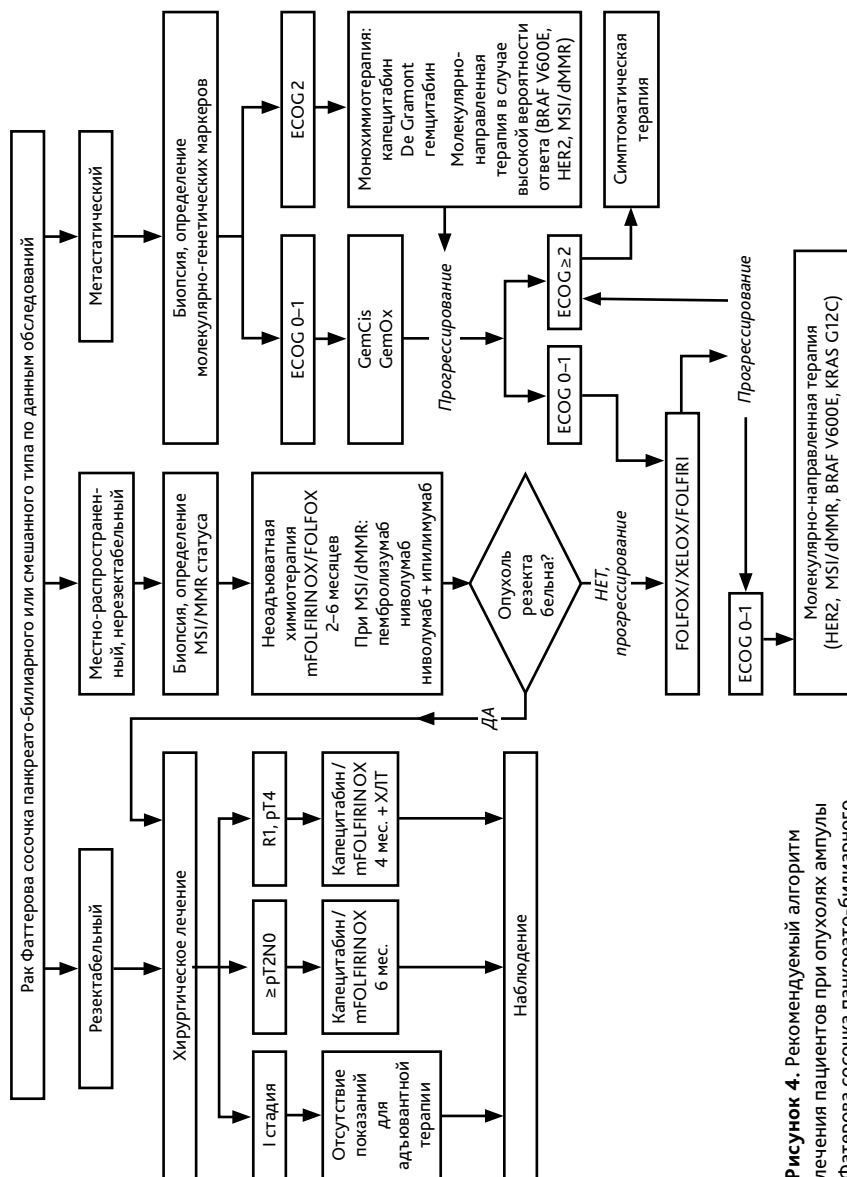 Рак Фаттерова сосочка панкреато-билиарного или смешанного типа по данным обследований
Резектабельный
Хирургическое лечение
I стадия
≥ pT2N0
R1, pT4
Отсутствие
показаний
для
адъювантной
терапии
Капецитабин/
mFOLFIRINOX
6 мес.
Капецитабин/
mFOLFIRINOX
4 мес. + ХЛТ
Наблюдение
Местно-распространен-
ный, нерезектабельный
Биопсия, определение
MSI/MMR статуса
Неоадъюватная
химиотерапия
mFOLFIRINOX/FOLFOX
2–6 месяцев
При MSI/dMMR:
пембролизумаб
ниволумаб
ниволумаб + ипилимумаб
Опухоль
резекта
бельна?
ДА
НЕТ,
прогрессирование
Метастатический
Биопсия, определение
молекулярно-генетических маркеров
ECOG 0–1
ECOG 2
GemCis
GemOx
Монохимиотерапия:
капецитабин
De Gramont
гемцитабин
Молекулярно-
направленная
терапия в случае
высокой вероятности
ответа (BRAF V600E,
HER2, MSI/dMMR)
Прогрессирование
ECOG 0–1
ECOG ≥ 2
Симптоматическая
терапия
FOLFOX/XELOX/FOLFIRI
Прогрессирование
ECOG 0–1
Молекулярно-направленная терапия
(HER2, MSI/dMMR, BRAF V600E, KRAS G12C)
Рисунок 4. Рекомендуемый алгоритм
лечения пациентов при опухолях ампулы
Фатерова сосочка панкреато-билиарного